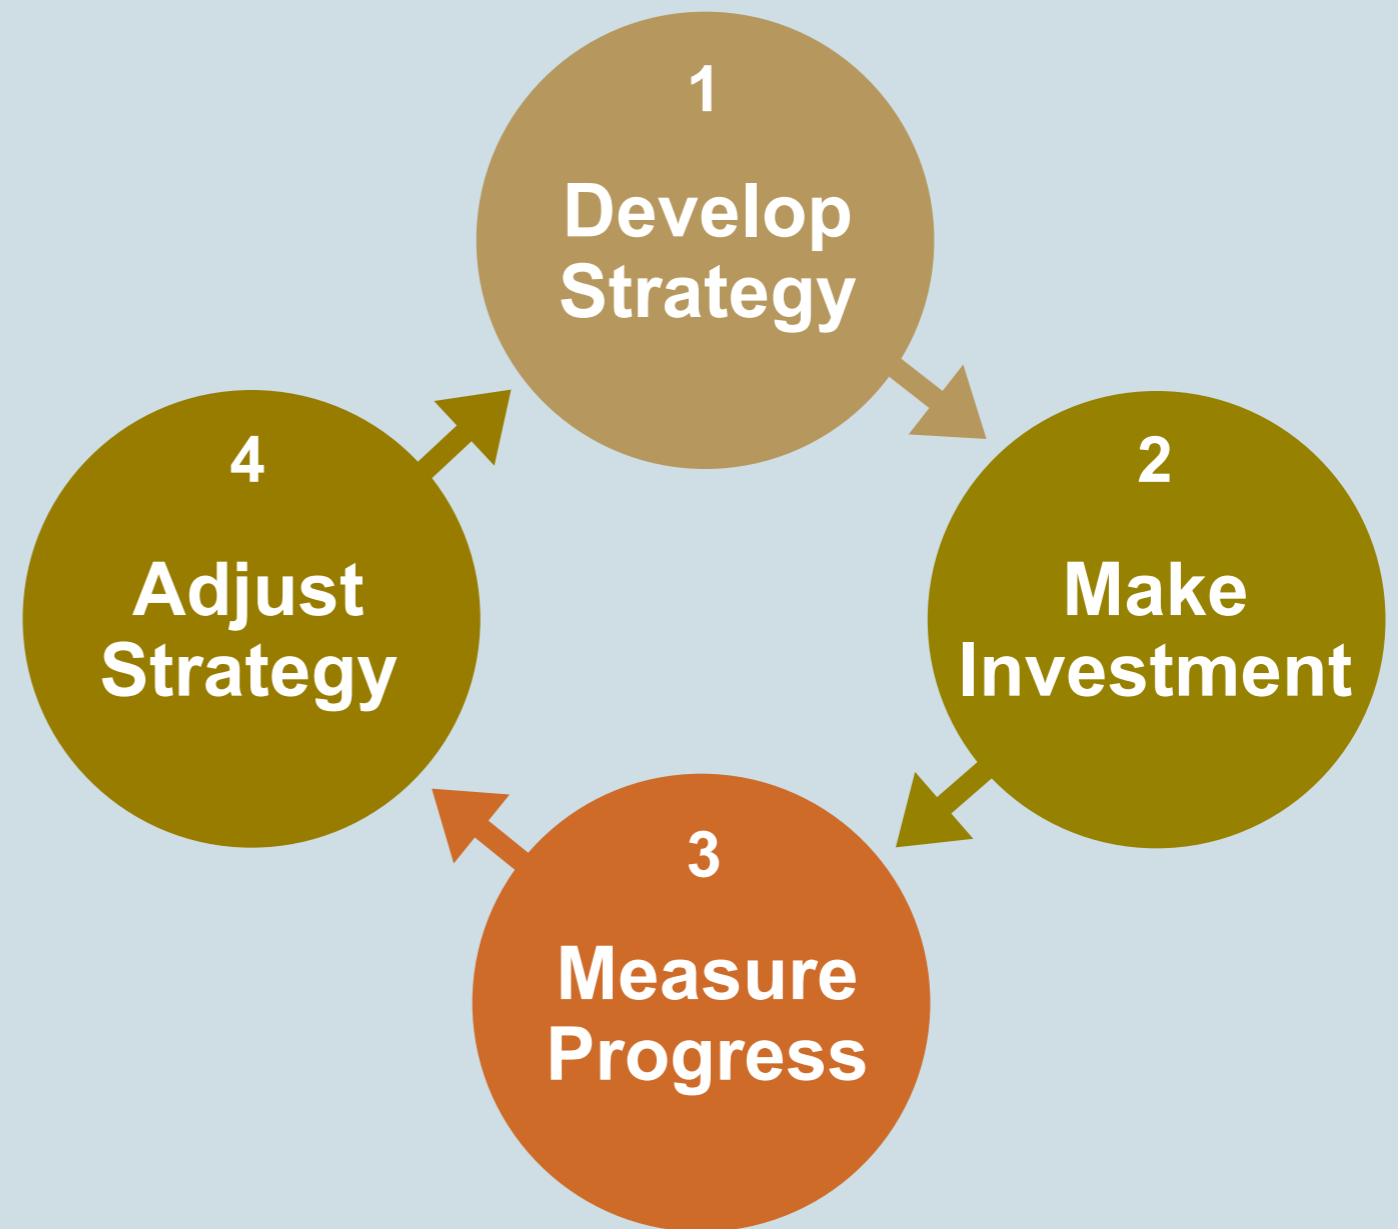 1
Develop
Strategy
2
Make
Investment
3
Measure
Progress
4
Adjust
Strategy